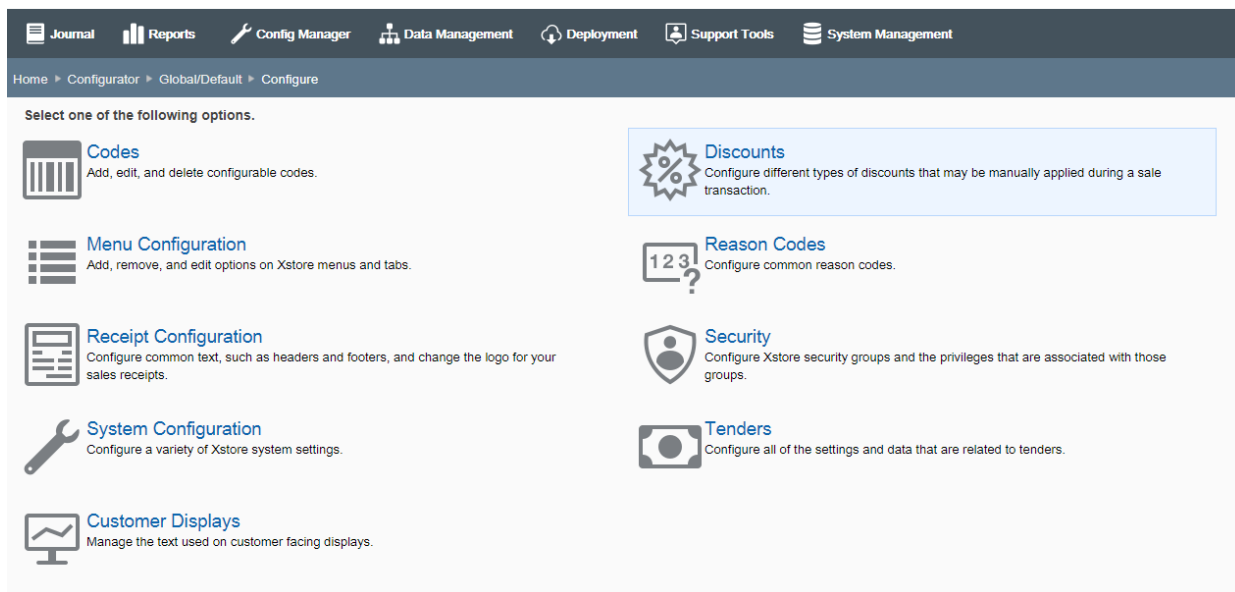 Journal Reports Config Manager Data Management Deployment Support Tools System Management
Home ▶ Configurator ▶ Global/Default ▶ Configure
Select one of the following options.
Codes
Add, edit, and delete configurable codes.
Discounts
Configure different types of discounts that may be manually applied during a sale
transaction.
Menu Configuration
Add, remove, and edit options on Xstore menus and tabs.
123?
Reason Codes
Configure common reason codes.
Receipt Configuration
Configure common text, such as headers and footers, and change the logo for your
sales receipts.
Security
Configure Xstore security groups and the privileges that are associated with those
groups.
System Configuration
Configure a variety of Xstore system settings.
Tenders
Configure all of the settings and data that are related to tenders.
Customer Displays
Manage the text used on customer facing displays.